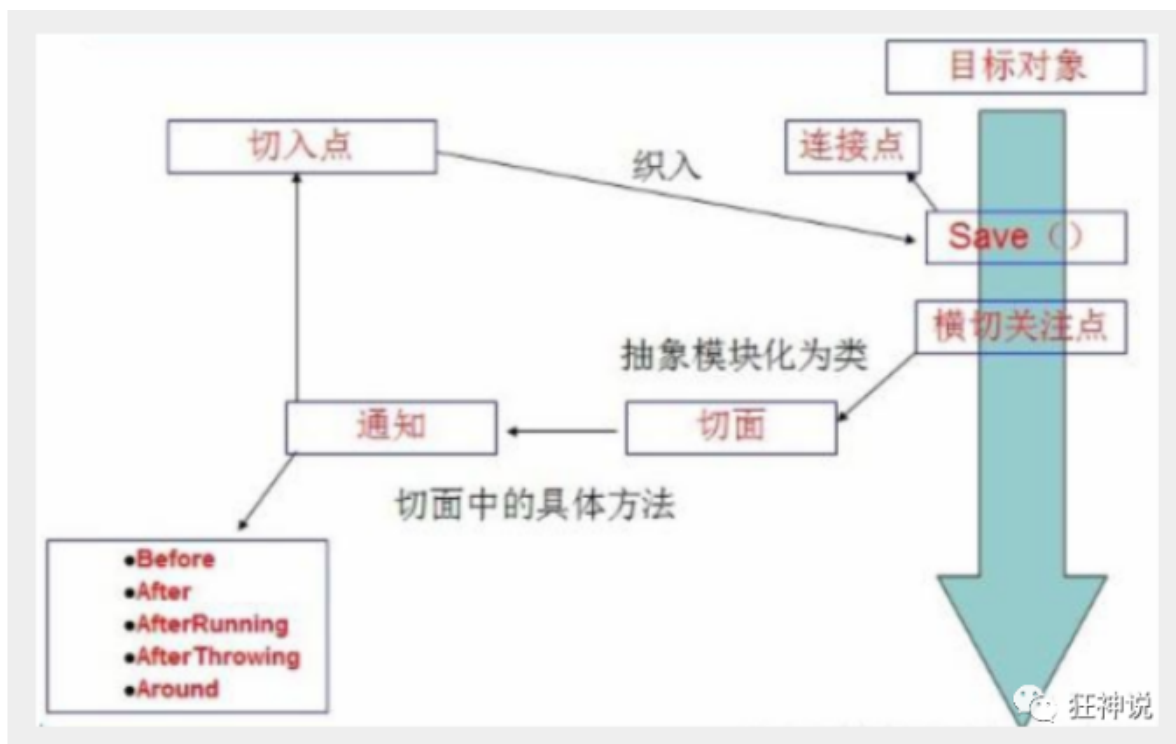 目标对象
切入点
连接点
织入
Save（）
横切关注点
抽象模块化为类
通知
切面
切面中的具体方法
●Before
●After
●AfterRunning
●AfterThrowing
●Around
狂神说